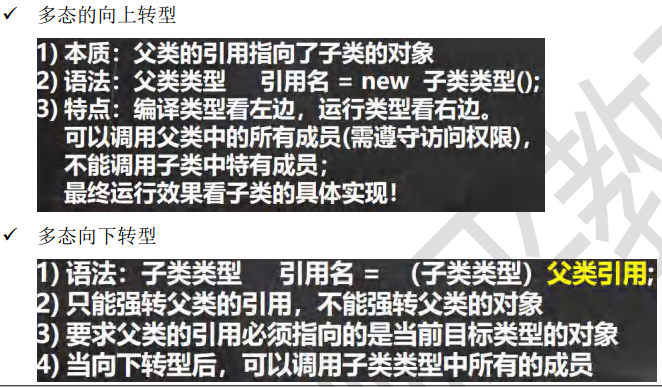 ✓ 多态的向上转型
1) 本质：父类的引用指向了子类的对象
2) 语法：父类类型 引用名 = new 子类类型();
3) 特点：编译类型看左边，运行类型看右边。
可以调用父类中的所有成员(需遵守访问权限)，
不能调用子类中特有成员；
最终运行效果看子类的具体实现！
✓ 多态向下转型
1) 语法：子类类型 引用名 = （子类类型）父类引用;
2) 只能强转父类的引用，不能强转父类的对象
3) 要求父类的引用必须指向的是当前目标类型的对象
4) 当向下转型后，可以调用子类类型中所有的成员